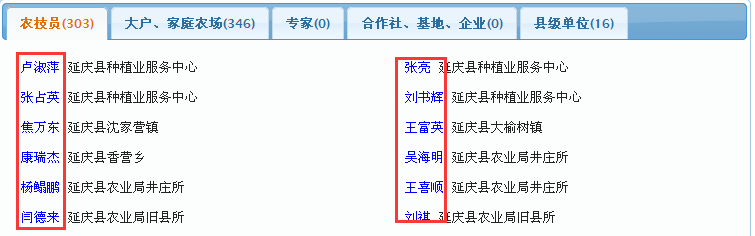 农技员(303) 大户、家庭农场(346) 专家(0) 合作社、基地、企业(0) 县级单位(16)
卢淑萍 延庆县种植业服务中心 张亮 延庆县种植业服务中心
张占英 延庆县种植业服务中心 刘书辉 延庆县种植业服务中心
焦万东 延庆县沈家营镇 王富英 延庆县大榆树镇
康瑞杰 延庆县香营乡 吴海明 延庆县农业局井庄所
杨鳎鹏 延庆县农业局井庄所 王喜顺 延庆县农业局井庄所
闫德来 延庆县农业局旧县所 刘祺 延庆县农业局旧县所